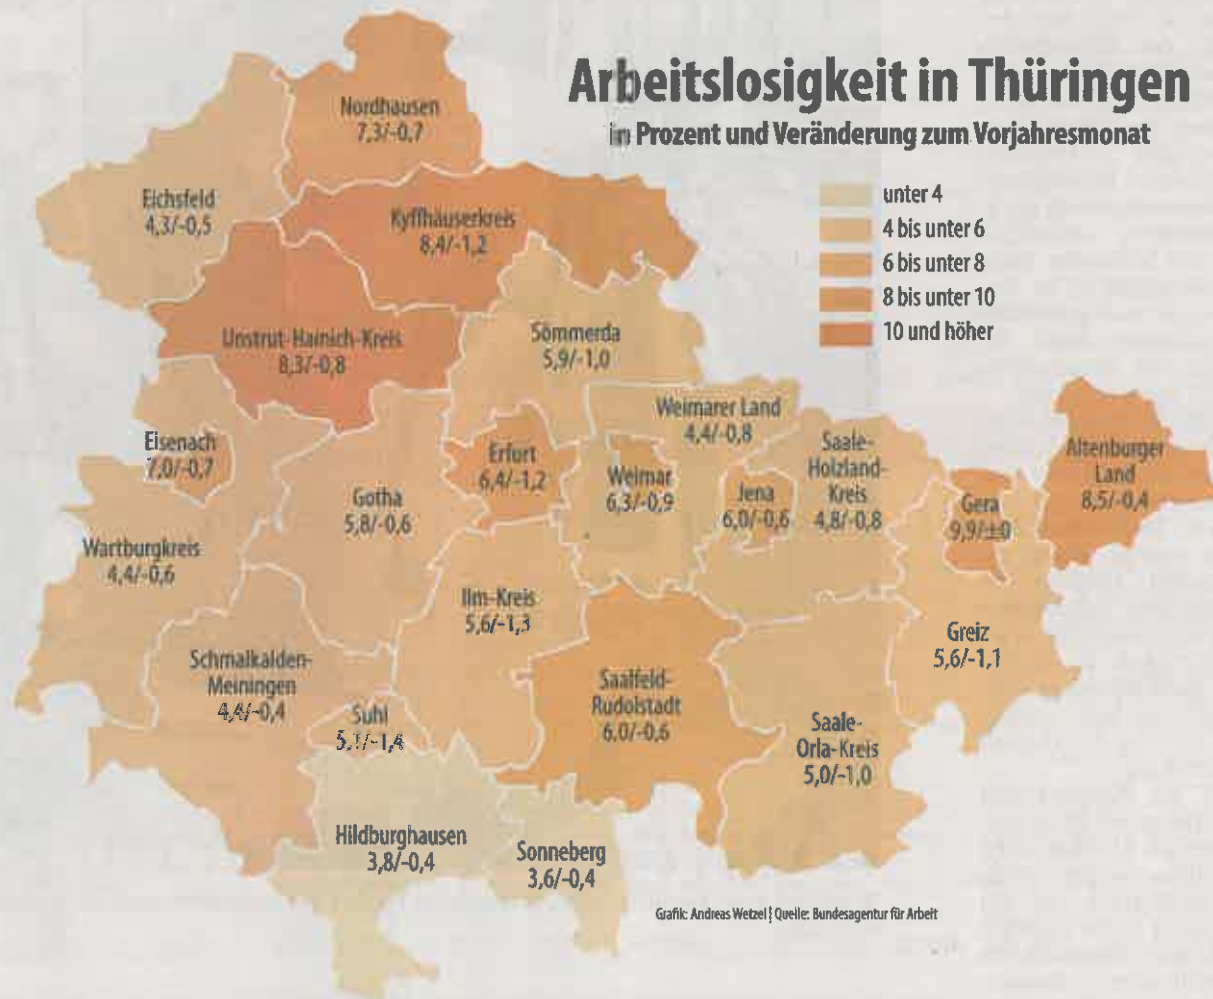 Arbeitslosigkeit in Thüringen
in Prozent und Veränderung zum Vorjahresmonat
unter 4
4 bis unter 6
6 bis unter 8
8 bis unter 10
10 und höher
Nordhausen
7,3/-0,7
Eichsfeld
4,3/-0,5
Kyffhäuserkreis
8,4/-1,2
Unstrut-Hainich-Kreis
8,3/-0,8
Sömmerda
5,9/-1,0
Weimarer Land
4,4/-0,8
Eisenach
7,0/-0,7
Erfort
6,4/-1,2
Weimar
6,3/-0,9
Jena
6,0/-0,6
Saale-
Holzland-
Kreis
4,8/-0,8
Gera
9,9/±0
Altenburger
Land
8,5/-0,4
Gotha
5,8/-0,6
Wartburgkreis
4,4/-0,6
Ilm-Kreis
5,6/-1,3
Greiz
5,6/-1,1
Schmalkalden-
Meiningen
4,4/-0,4
Suhl
5,1/-1,4
Saalfeld-
Rudolstadt
6,0/-0,6
Saale-
Orla-Kreis
5,0/-1,0
Hildburghausen
3,8/-0,4
Sonneberg
3,6/-0,4
Grafik: Andreas Wetzel | Quelle: Bundesagentur für Arbeit